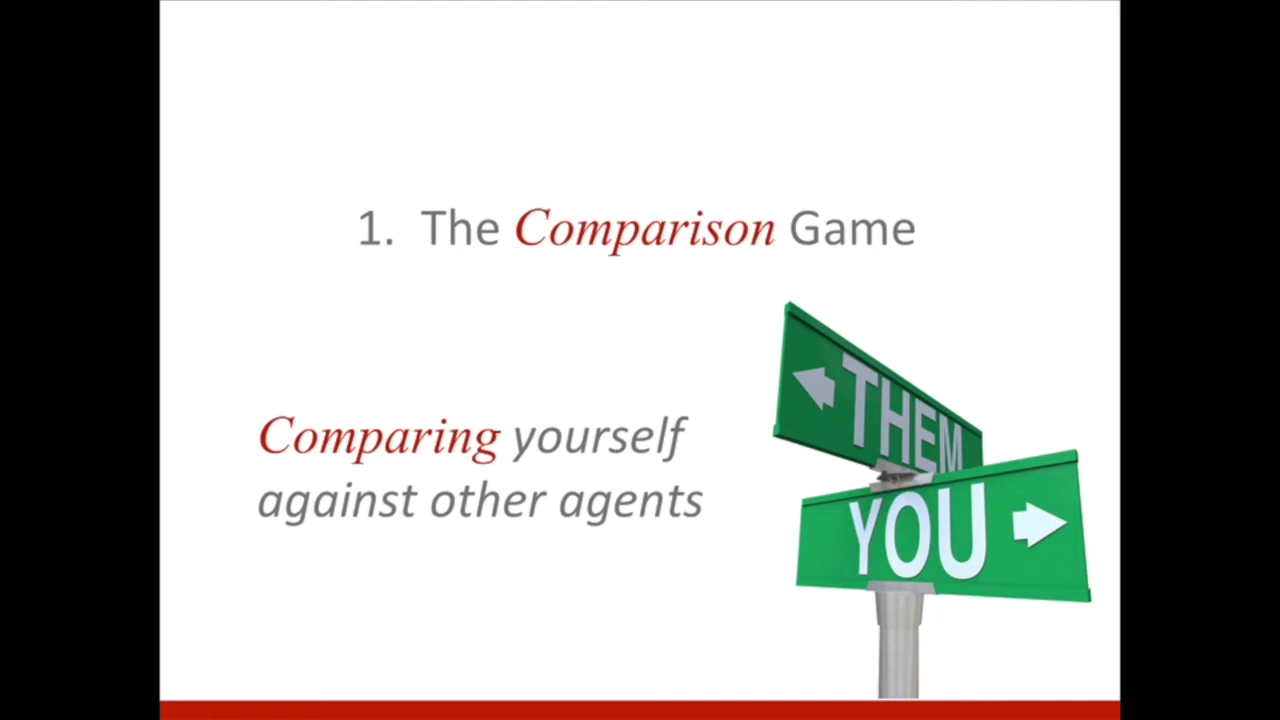 1. The Comparison Game
Comparing yourself
against other agents
THEM
YOU